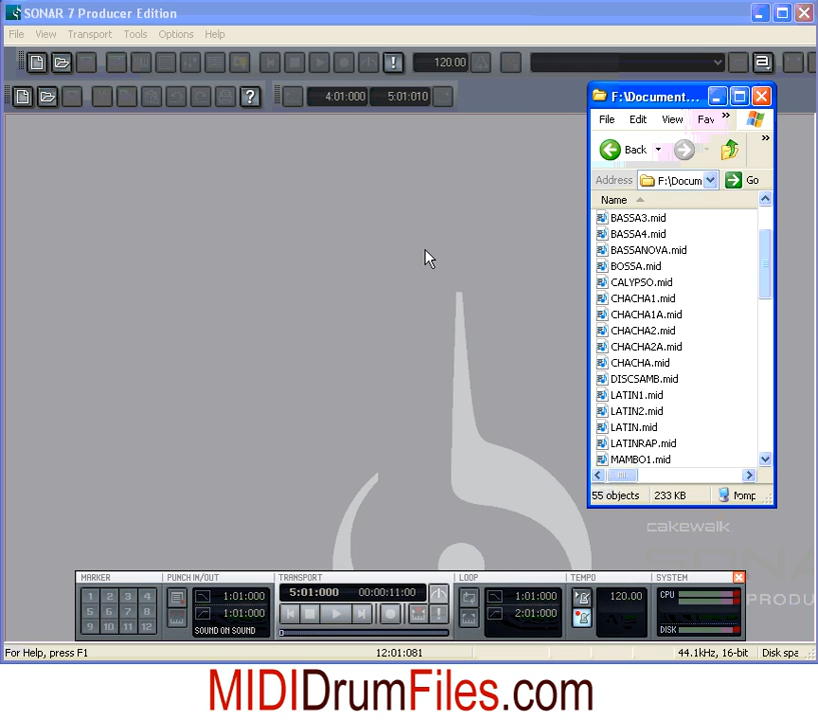 SONAR 7 Producer Edition
File View Transport Tools Options Help
120.00
4:01:000 5:01:010
F:\Document...
File Edit View Fav »
Back
Address F:\Docum Go
Name
BASSA3.mid
BASSA4.mid
BASSANOVA.mid
BOSSA.mid
CALYPSO.mid
CHACHA1.mid
CHACHA1A.mid
CHACHA2.mid
CHACHA2A.mid
CHACHA.mid
DISCSAMB.mid
LATIN1.mid
LATIN2.mid
LATIN.mid
LATINRAP.mid
MAMBO1.mid
55 objects 233 KB
cakewalk
SONA
PRODU
MARKER PUNCH IN/OUT TRANSPORT LOOP TEMPO SYSTEM
1 2 3 4
5 6 7 8
9 10 11 12
1:01:000
1:01:000
SOUND ON SOUND
5:01:000 00:00:11:00
1:01:000
2:01:000
120.00
CPU
DISK
For Help, press F1 12:01:081 44.1kHz, 16-bit Disk spa
MIDIDrumFiles.com